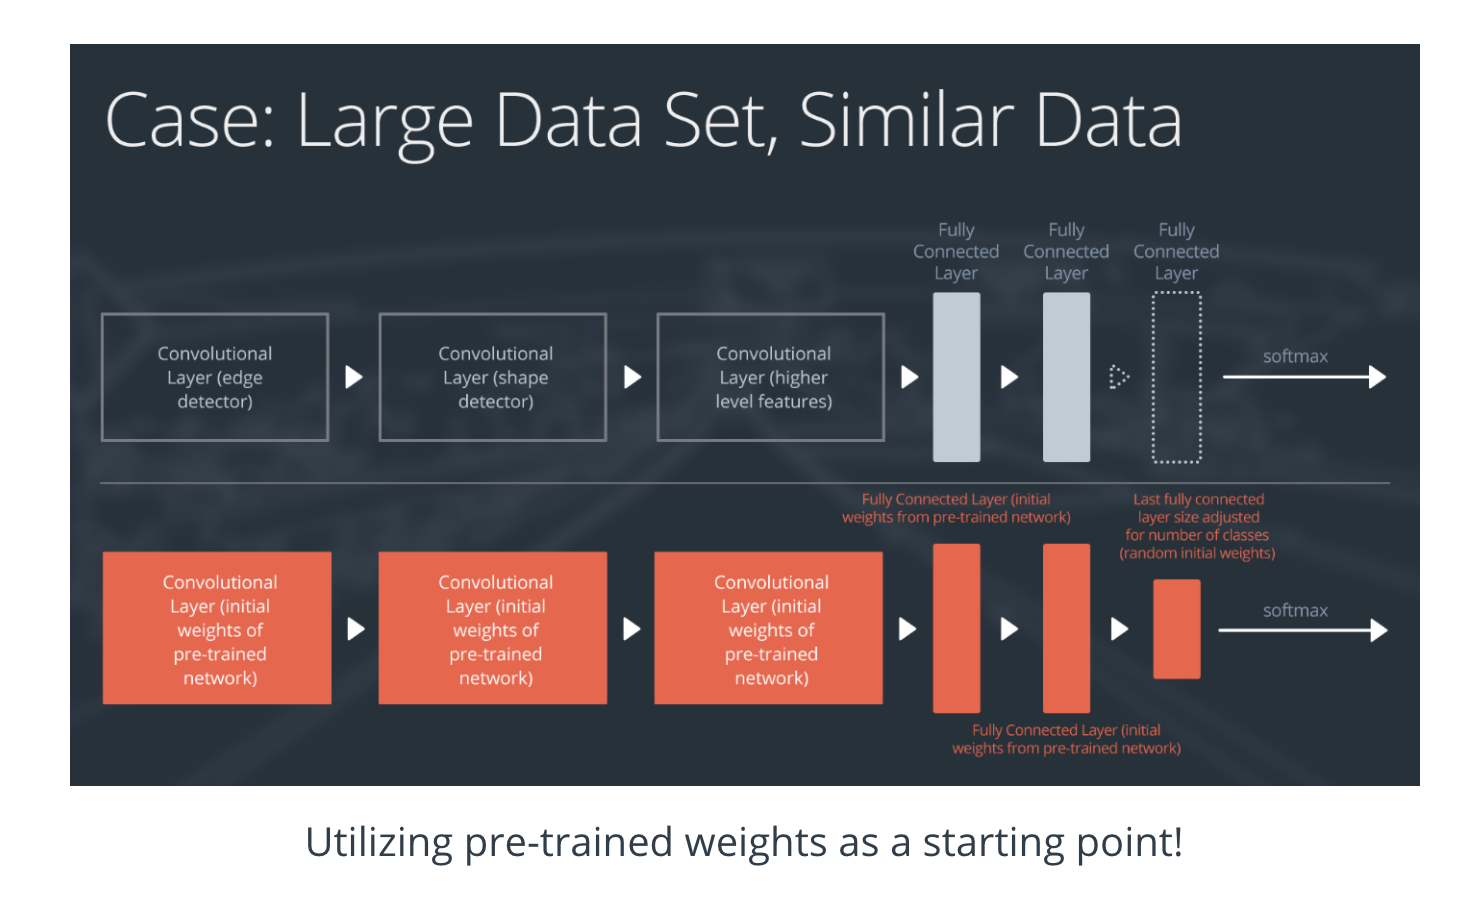 Case: Large Data Set, Similar Data
Fully
Connected
Layer
Fully
Connected
Layer
Fully
Connected
Layer
Convolutional
Layer (edge
detector)
Convolutional
Layer (shape
detector)
Convolutional
Layer (higher
level features)
softmax
Fully Connected Layer (initial
weights from pre-trained network)
Last fully connected
layer size adjusted
for number of classes
(random initial weights)
Convolutional
Layer (initial
weights of
pre-trained
network)
Convolutional
Layer (initial
weights of
pre-trained
network)
Convolutional
Layer (initial
weights of
pre-trained
network)
softmax
Fully Connected Layer (initial
weights from pre-trained network)
Utilizing pre-trained weights as a starting point!